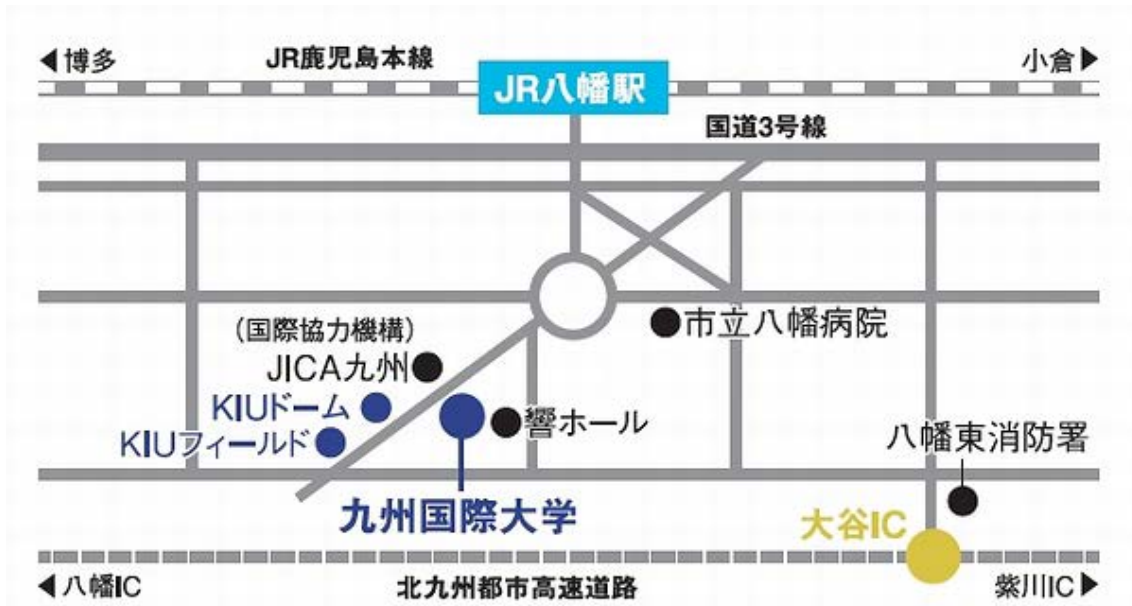 ◀博多
JR鹿児島本線
小倉▶
JR八幡駅
国道3号線
(国際協力機構)
JICA九州
市立八幡病院
KIUドーム
KIUフィールド
響ホール
八幡東消防署
九州国際大学
大谷IC
◀八幡IC
北九州都市高速道路
紫川IC▶